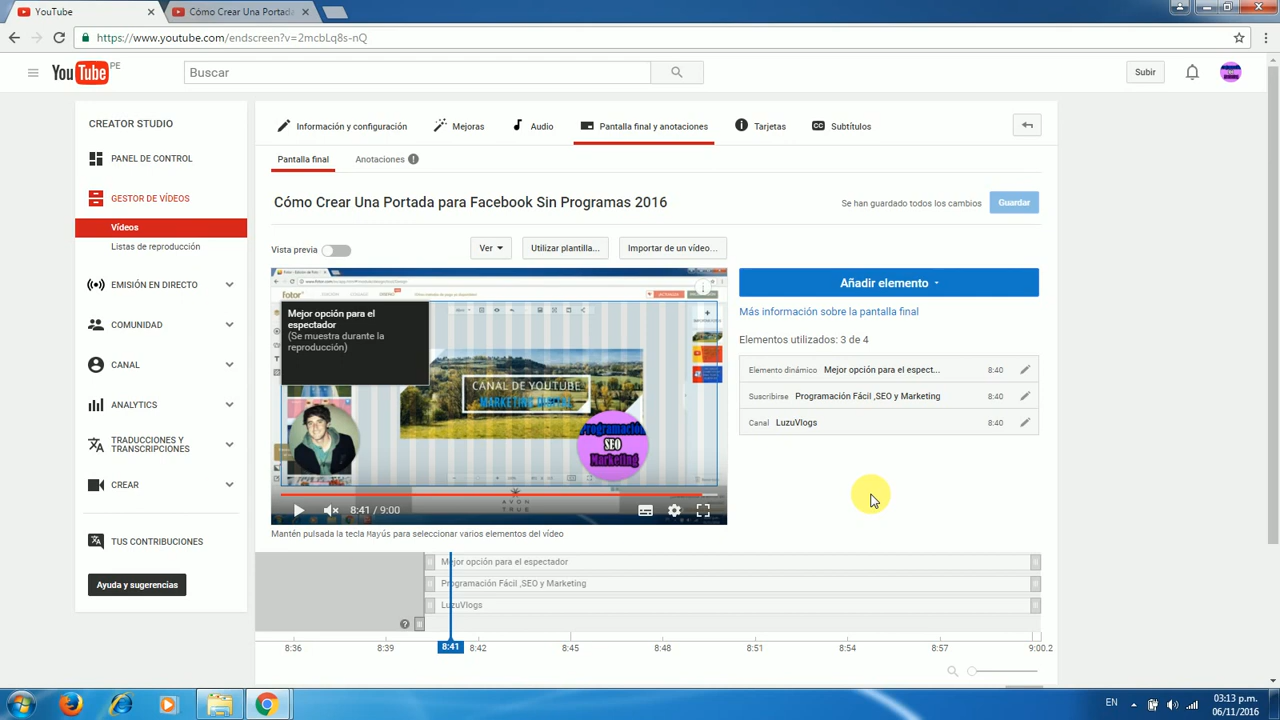 YouTube
Cómo Crear Una Portada
https://www.youtube.com/endscreen?v=2mcbLq8s-nQ
YouTube PE
Buscar
Subir
CREATOR STUDIO
PANEL DE CONTROL
GESTOR DE VÍDEOS
Vídeos
Listas de reproducción
EMISIÓN EN DIRECTO
COMUNIDAD
CANAL
ANALYTICS
TRADUCCIONES Y
TRANSCRIPCIONES
CREAR
TUS CONTRIBUCIONES
Ayuda y sugerencias
Información y configuración
Mejoras
Audio
Pantalla final y anotaciones
Tarjetas
CC Subtítulos
Pantalla final
Anotaciones
Cómo Crear Una Portada para Facebook Sin Programas 2016
Se han guardado todos los cambios
Guardar
Vista previa
Ver
Utilizar plantilla...
Importar de un vídeo...
Fotor
Mejor opción para el
espectador
(Se muestra durante la
reproducción)
CANAL DE YOUTUBE
MARKETING DIGITAL
Programación
SEO
Marketing
AVON
TRUE
8:41 / 9:00
Mantén pulsada la tecla Mayús para seleccionar varios elementos del vídeo
Añadir elemento
Más información sobre la pantalla final
Elementos utilizados: 3 de 4
Elemento dinámico Mejor opción para el espect... 8:40
Suscribirse Programación Fácil ,SEO y Marketing 8:40
Canal LuzuVlogs 8:40
Mejor opción para el espectador
Programación Fácil ,SEO y Marketing
LuzuVlogs
8:36
8:39
8:41
8:42
8:45
8:48
8:51
8:54
8:57
9:00.2
EN
03:13 p.m.
06/11/2016